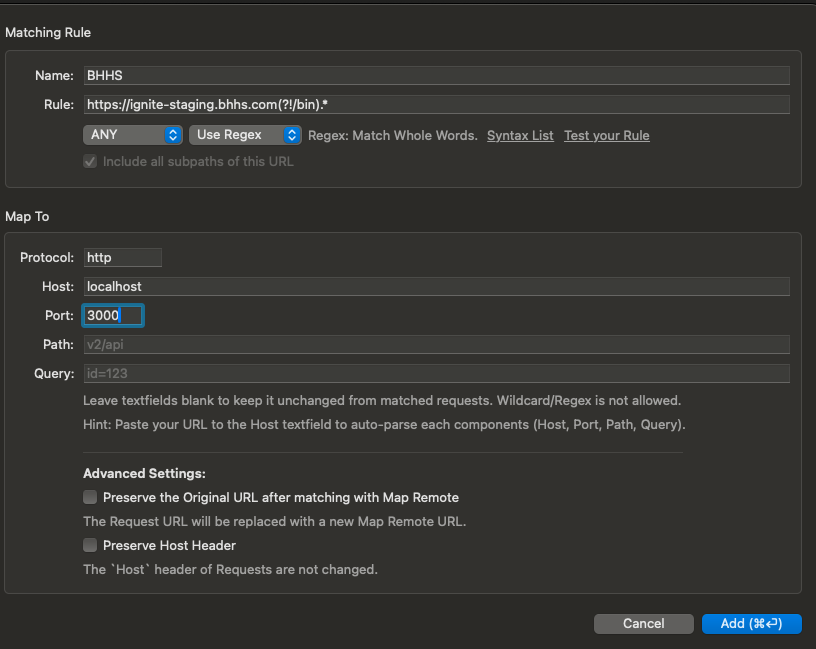 Matching Rule
Name: BHHS
Rule: https://ignite-staging.bhhs.com(?!/bin).*
ANY Use Regex Regex: Match Whole Words. Syntax List Test your Rule
Include all subpaths of this URL
Map To
Protocol: http
Host: localhost
Port: 3000
Path: v2/api
Query: id=123
Leave textfields blank to keep it unchanged from matched requests. Wildcard/Regex is not allowed.
Hint: Paste your URL to the Host textfield to auto-parse each components (Host, Port, Path, Query).
Advanced Settings:
Preserve the Original URL after matching with Map Remote
The Request URL will be replaced with a new Map Remote URL.
Preserve Host Header
The `Host` header of Requests are not changed.
Cancel Add (⌘↩)